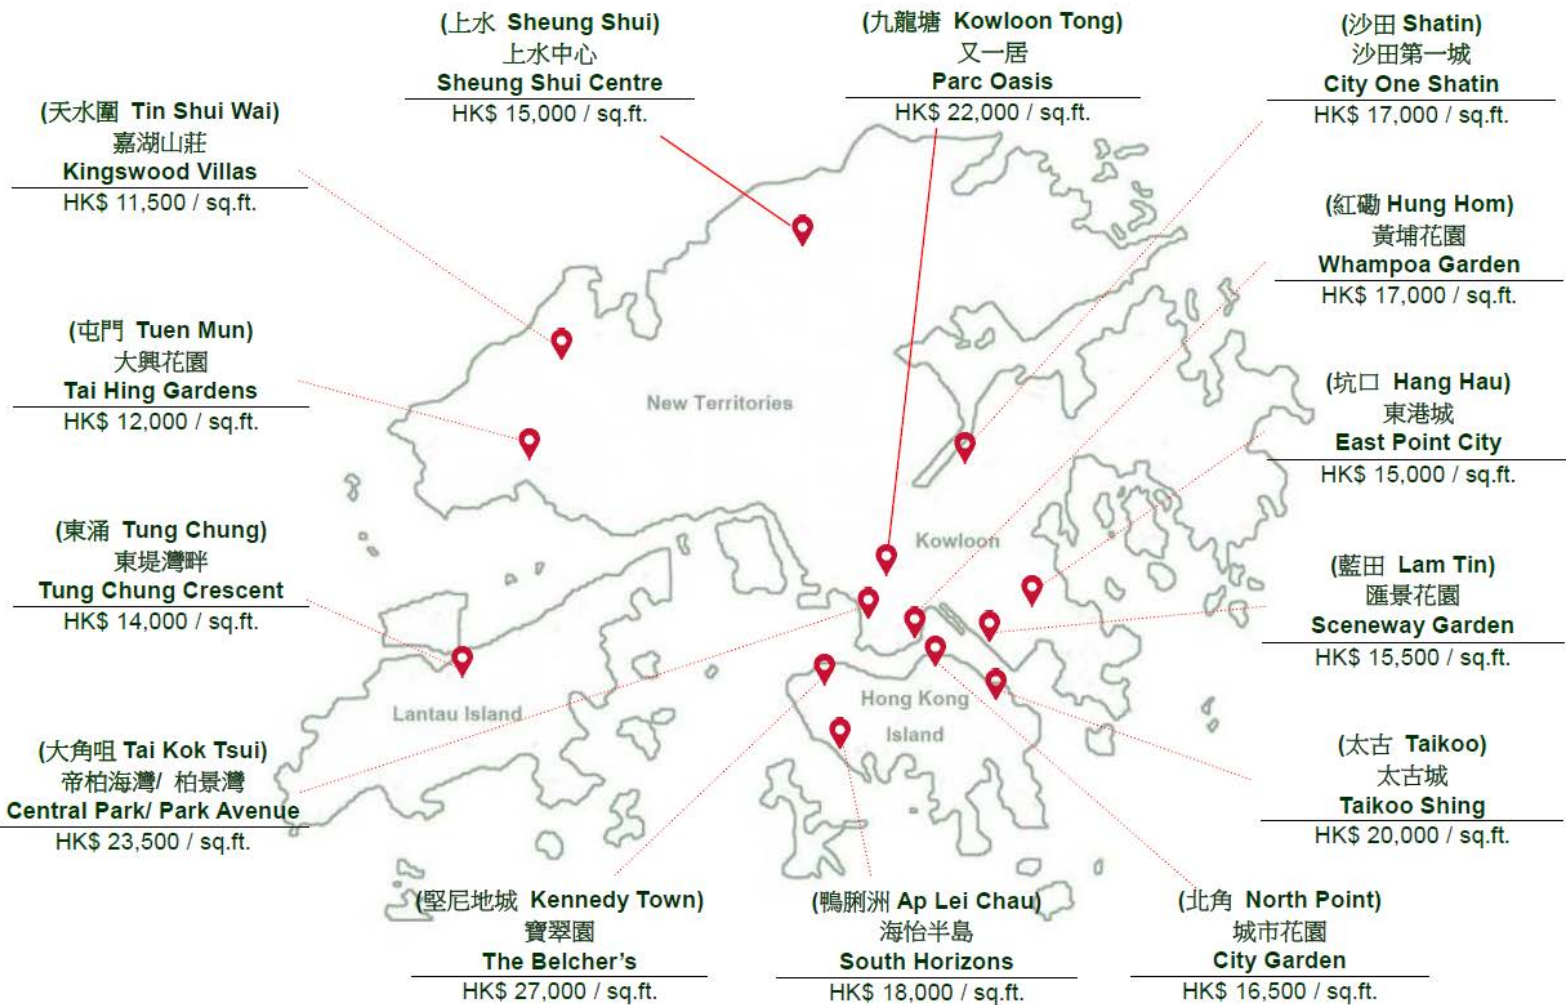 (上水 Sheung Shui)
上水中心
Sheung Shui Centre
HK$ 15,000 / sq.ft.
(九龍塘 Kowloon Tong)
又一居
Parc Oasis
HK$ 22,000 / sq.ft.
(沙田 Shatin)
沙田第一城
City One Shatin
HK$ 17,000 / sq.ft.
(天水圍 Tin Shui Wai)
嘉湖山莊
Kingswood Villas
HK$ 11,500 / sq.ft.
(紅磡 Hung Hom)
黃埔花園
Whampoa Garden
HK$ 17,000 / sq.ft.
(屯門 Tuen Mun)
大興花園
Tai Hing Gardens
HK$ 12,000 / sq.ft.
New Territories
(坑口 Hang Hau)
東港城
East Point City
HK$ 15,000 / sq.ft.
(東涌 Tung Chung)
東堤灣畔
Tung Chung Crescent
HK$ 14,000 / sq.ft.
Kowloon
(藍田 Lam Tin)
匯景花園
Sceneway Garden
HK$ 15,500 / sq.ft.
Lantau Island
Hong Kong
Island
(大角咀 Tai Kok Tsui)
帝柏海灣/ 柏景灣
Central Park/ Park Avenue
HK$ 23,500 / sq.ft.
(太古 Taikoo)
太古城
Taikoo Shing
HK$ 20,000 / sq.ft.
(堅尼地城 Kennedy Town)
寶翠園
The Belcher's
HK$ 27,000 / sq.ft.
(鴨脷洲 Ap Lei Chau)
海怡半島
South Horizons
HK$ 18,000 / sq.ft.
(北角 North Point)
城市花園
City Garden
HK$ 16,500 / sq.ft.